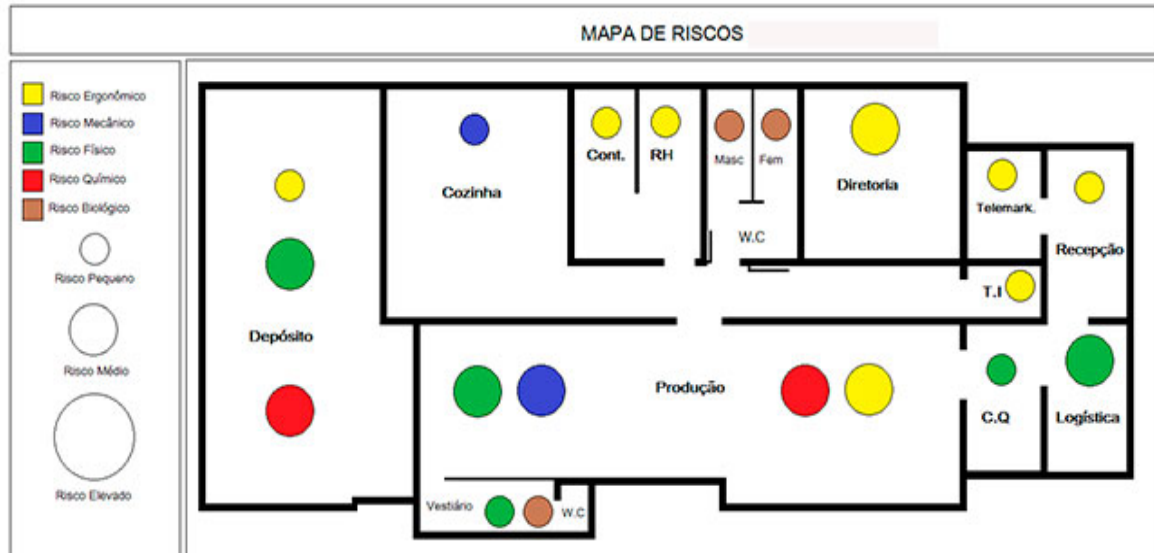 MAPA DE RISCOS
Risco Ergonômico
Risco Mecânico
Risco Físico
Risco Químico
Risco Biológico
Risco Pequeno
Risco Médio
Risco Elevado
Depósito
Cozinha
Cont.
RH
Masc
Fem
W.C
Diretoria
Telemark.
Recepção
T.I
Produção
C.Q
Logística
Vestiário
W.C